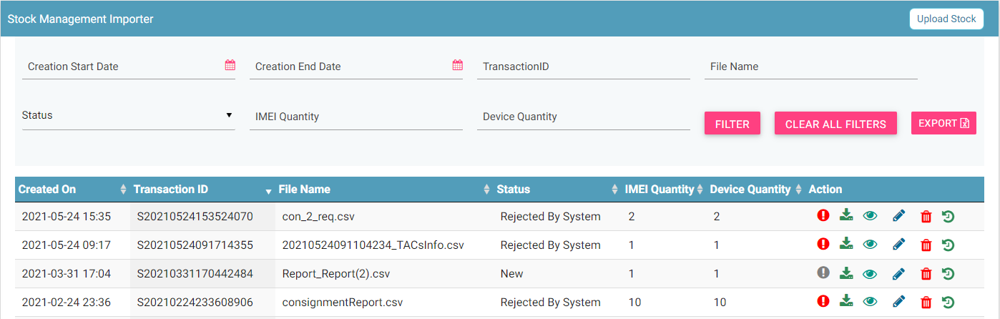 Stock Management Importer Upload Stock
Creation Start Date Creation End Date TransactionID File Name
Status IMEI Quantity Device Quantity FILTER CLEAR ALL FILTERS EXPORT
Created On Transaction ID File Name Status IMEI Quantity Device Quantity Action
2021-05-24 15:35 S20210524153524070 con_2_req.csv Rejected By System 2 2
2021-05-24 09:17 S20210524091714355 20210524091104234_TACsInfo.csv Rejected By System 1 1
2021-03-31 17:04 S20210331170442484 Report_Report(2).csv New 1 1
2021-02-24 23:36 S20210224233608906 consignmentReport.csv Rejected By System 10 10